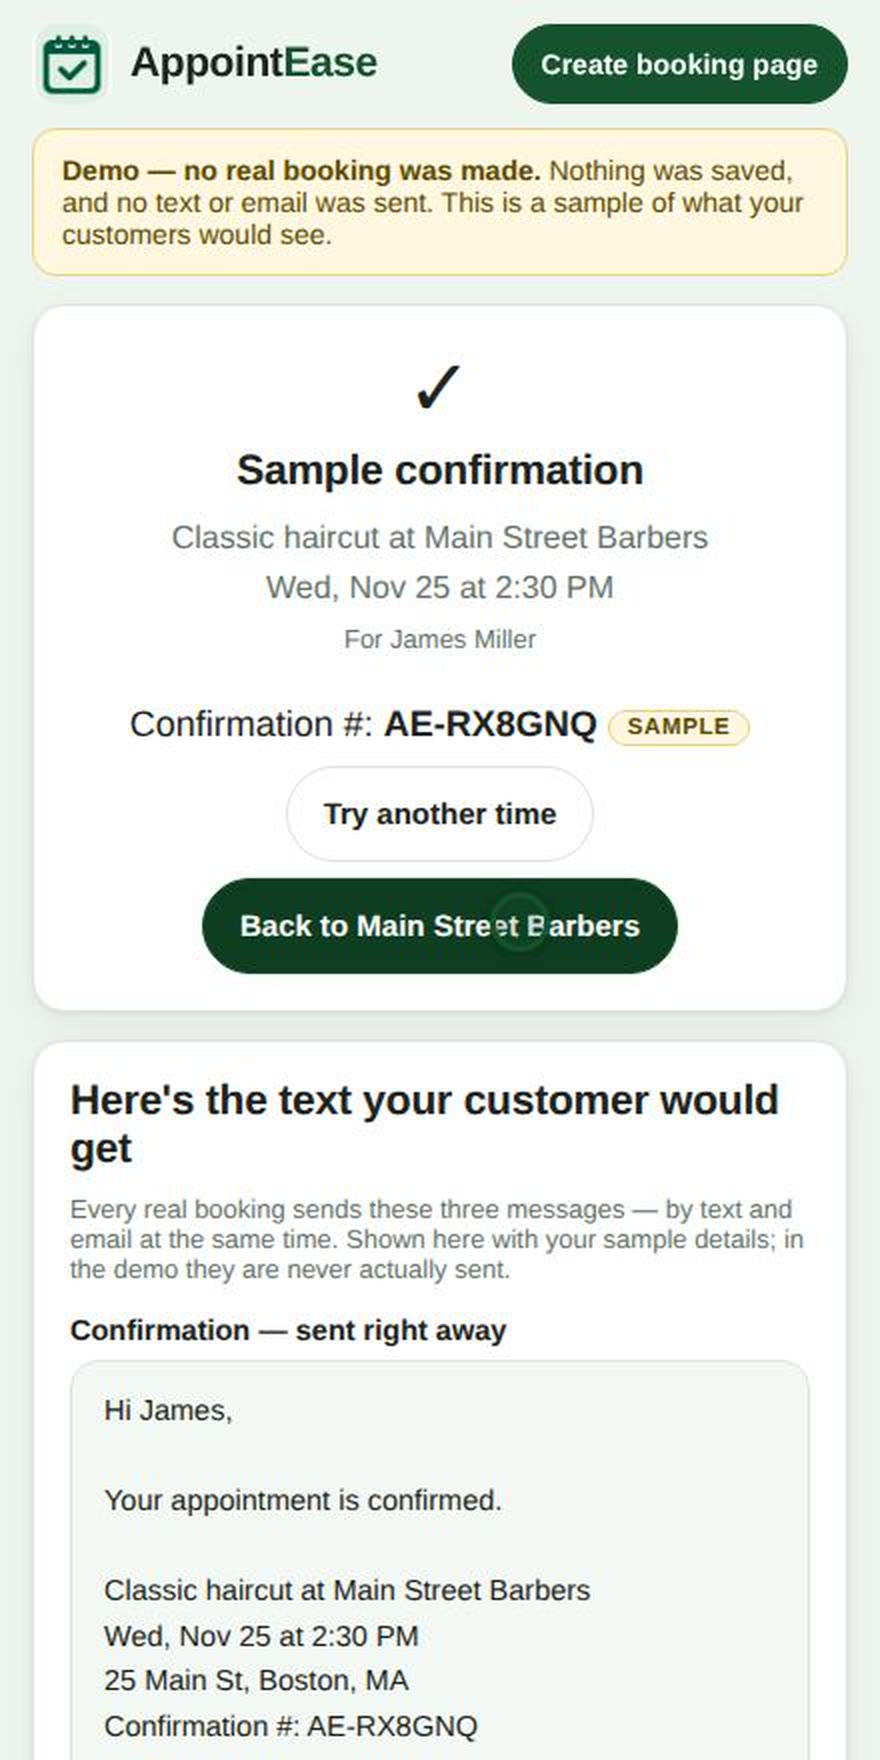 AppointEase
Create booking page
Demo — no real booking was made. Nothing was saved,
and no text or email was sent. This is a sample of what your
customers would see.
✓
Sample confirmation
Classic haircut at Main Street Barbers
Wed, Nov 25 at 2:30 PM
For James Miller
Confirmation #: AE-RX8GNQ SAMPLE
Try another time
Back to Main Street Barbers
Here's the text your customer would
get
Every real booking sends these three messages — by text and
email at the same time. Shown here with your sample details; in
the demo they are never actually sent.
Confirmation — sent right away
Hi James,
Your appointment is confirmed.
Classic haircut at Main Street Barbers
Wed, Nov 25 at 2:30 PM
25 Main St, Boston, MA
Confirmation #: AE-RX8GNQ